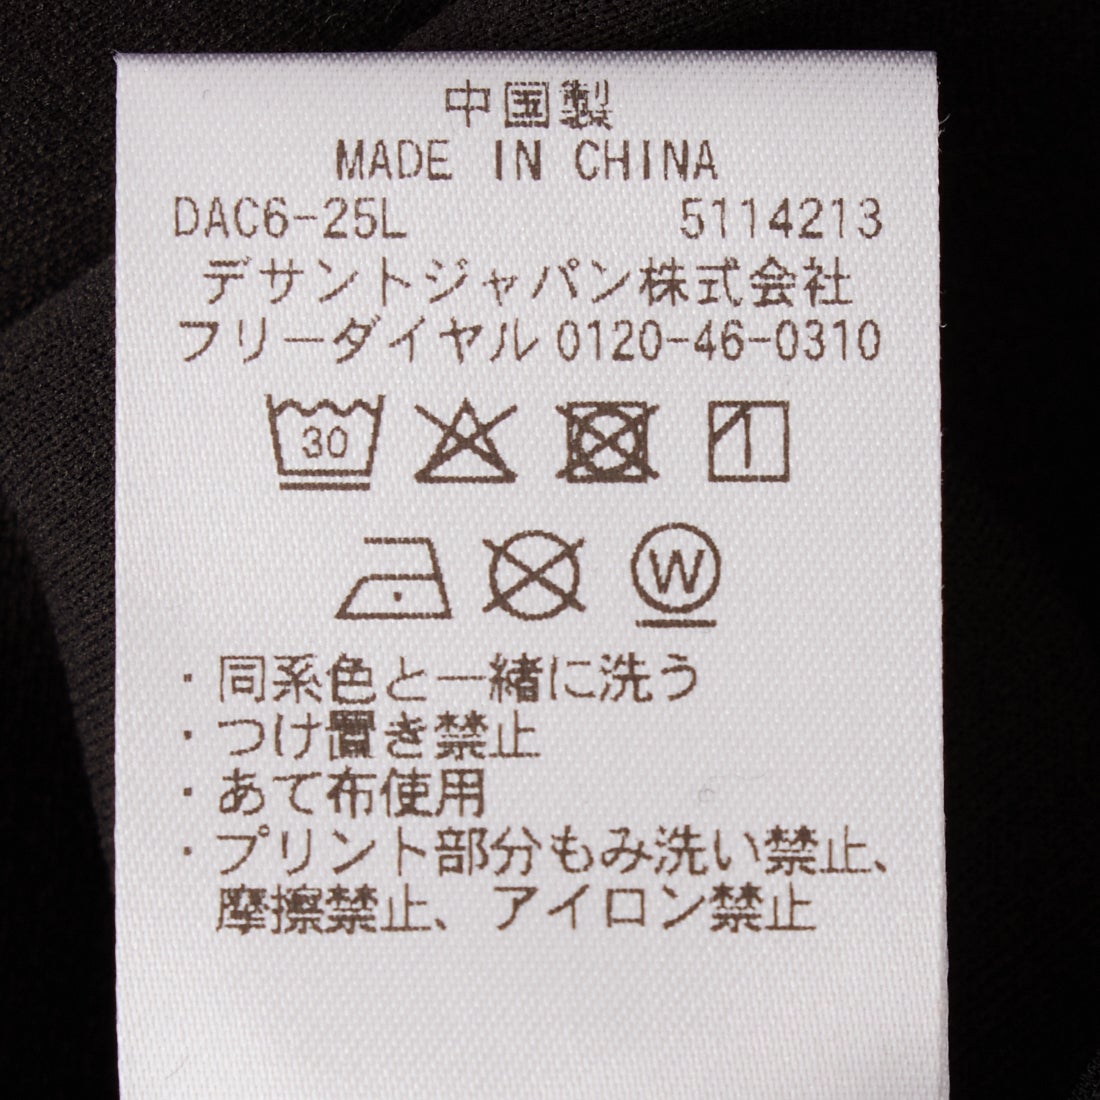 中国製
MADE IN CHINA
DAC6-25L 5114213
デサントジャパン株式会社
フリーダイヤル 0120-46-0310
30
W
・同系色と一緒に洗う
・つけ置き禁止
・あて布使用
・プリント部分もみ洗い禁止、
摩擦禁止、アイロン禁止